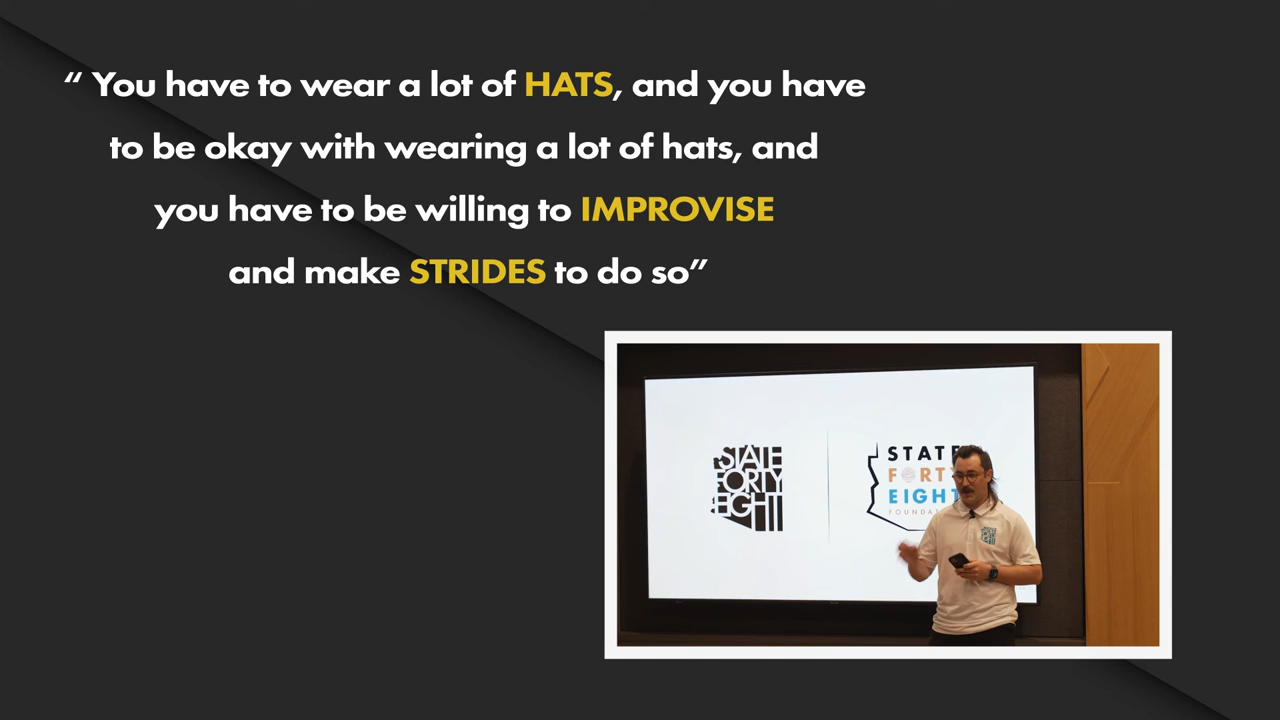 “ You have to wear a lot of HATS, and you have
to be okay with wearing a lot of hats, and
you have to be willing to IMPROVISE
and make STRIDES to do so”
STATE
FORTY
EIGHT
STATE
FORTY
EIGHT